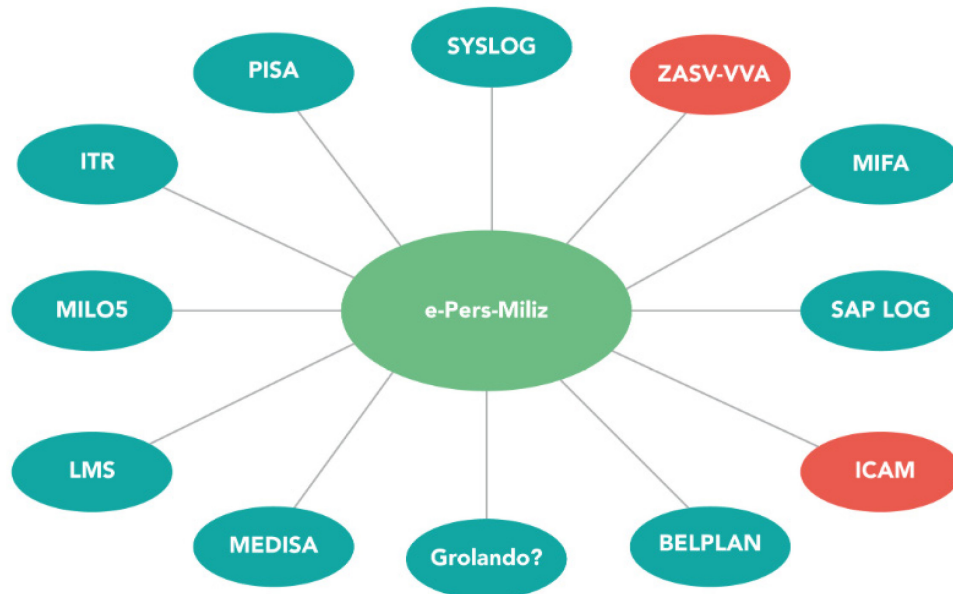 SYSLOG
PISA
ZASV-VVA
ITR
MIFA
e-Pers-Miliz
MILO5
SAP LOG
LMS
ICAM
MEDISA
Grolando?
BELPLAN